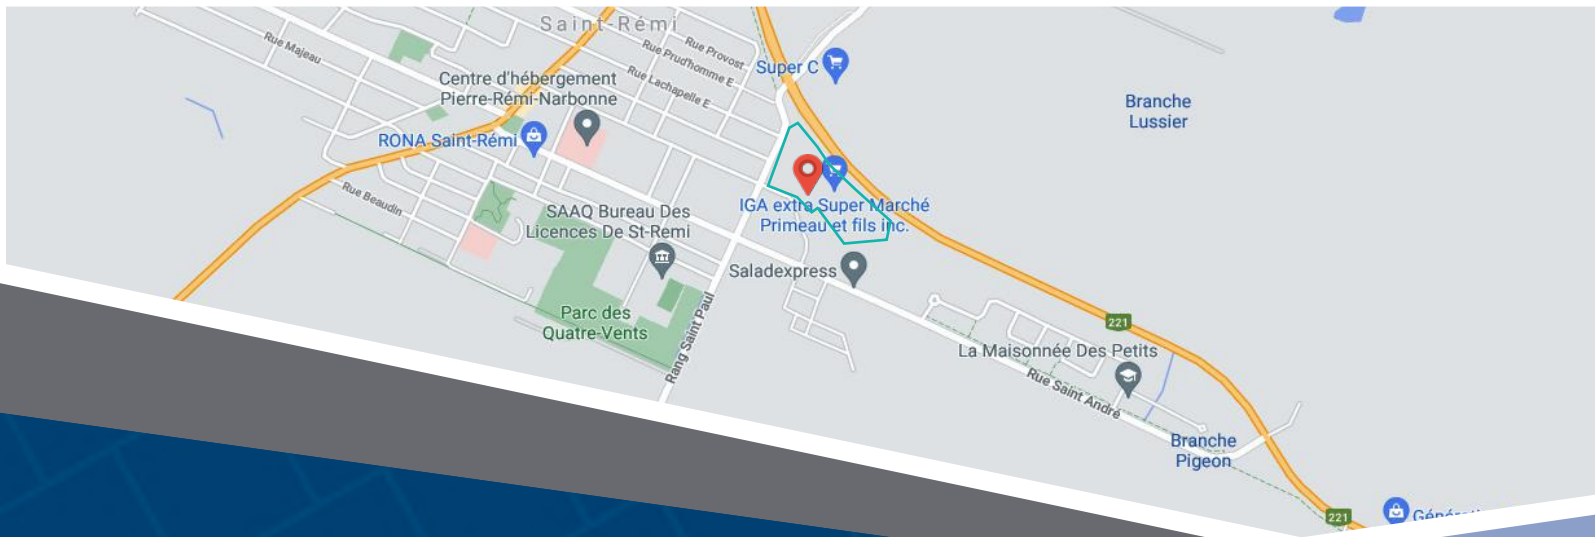 Saint-Rémi
Rue Majeau
Rue Provost
Rue Prud'homme E
Rue Lachapelle E
Super C
Centre d'hébergement
Pierre-Rémi-Narbonne
Branche
Lussier
RONA Saint-Rémi
Rue Beaudin
IGA extra Super Marché
Primeau et fils inc.
SAAQ Bureau Des
Licences De St-Remi
Saladexpress
Parc des
Quatre-Vents
Rang Saint Paul
221
La Maisonnée Des Petits
Rue Saint André
Branche
Pigeon
221